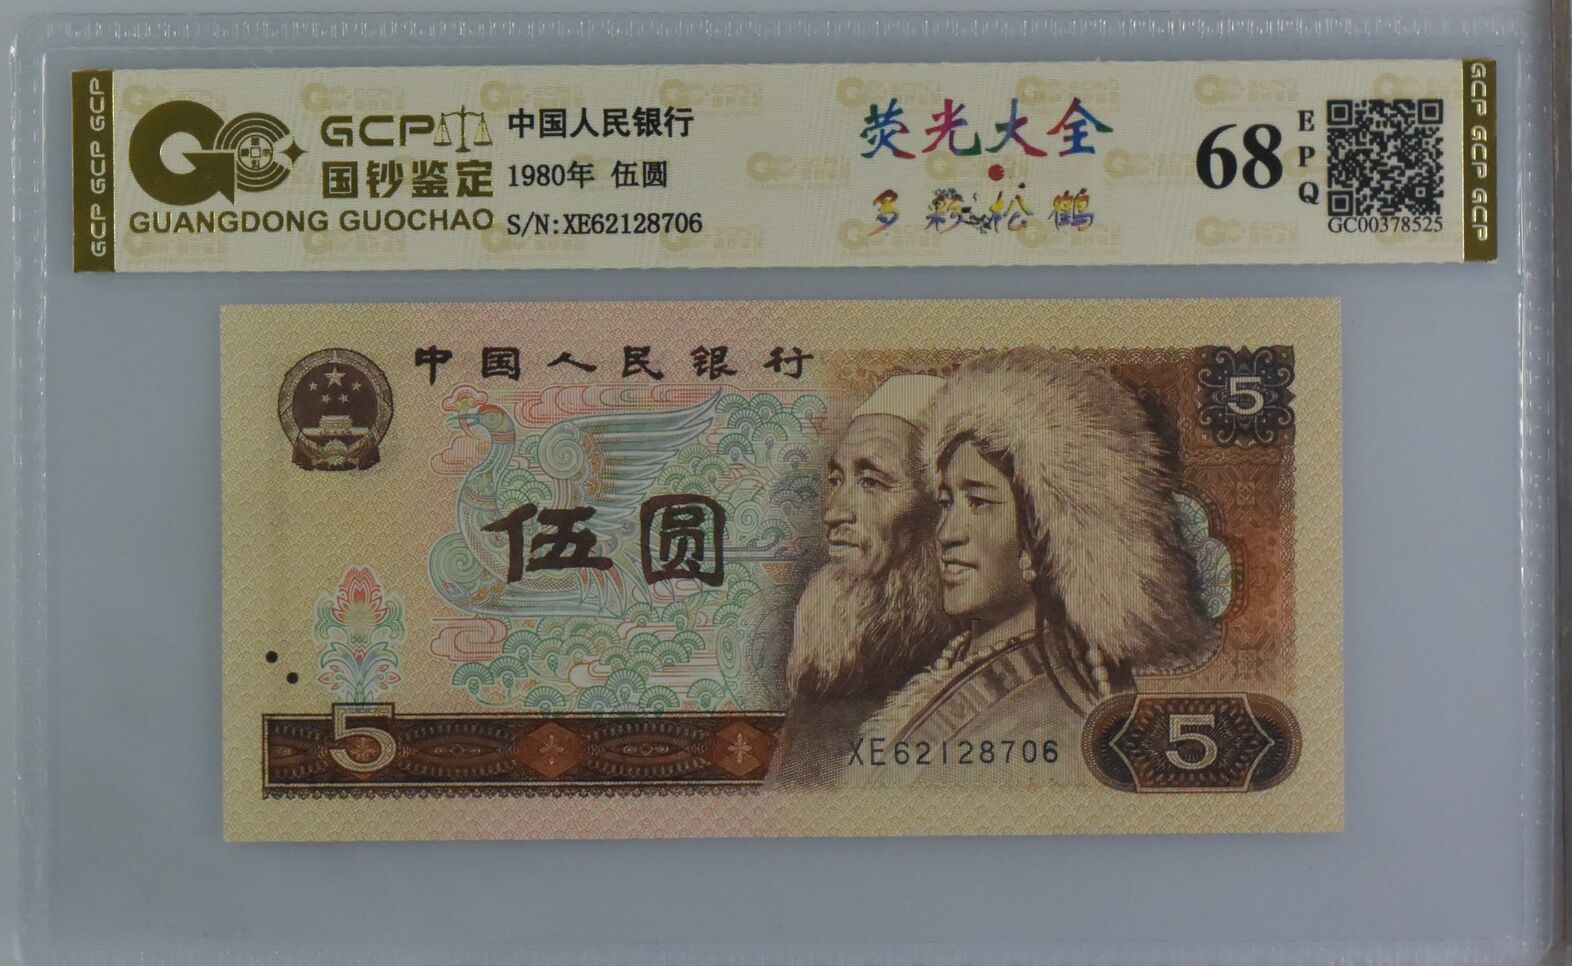 GCP GCP GCP
GCP
国钞鉴定
GUANGDONG GUOCHAO
中国人民银行
1980年 伍圆
S/N:XE62128706
荧光大全
多彩松鹤
68
EPQ
GC00378525
GCP GCP GCP
中国人民银行
5
伍圆
5
XE62128706
5